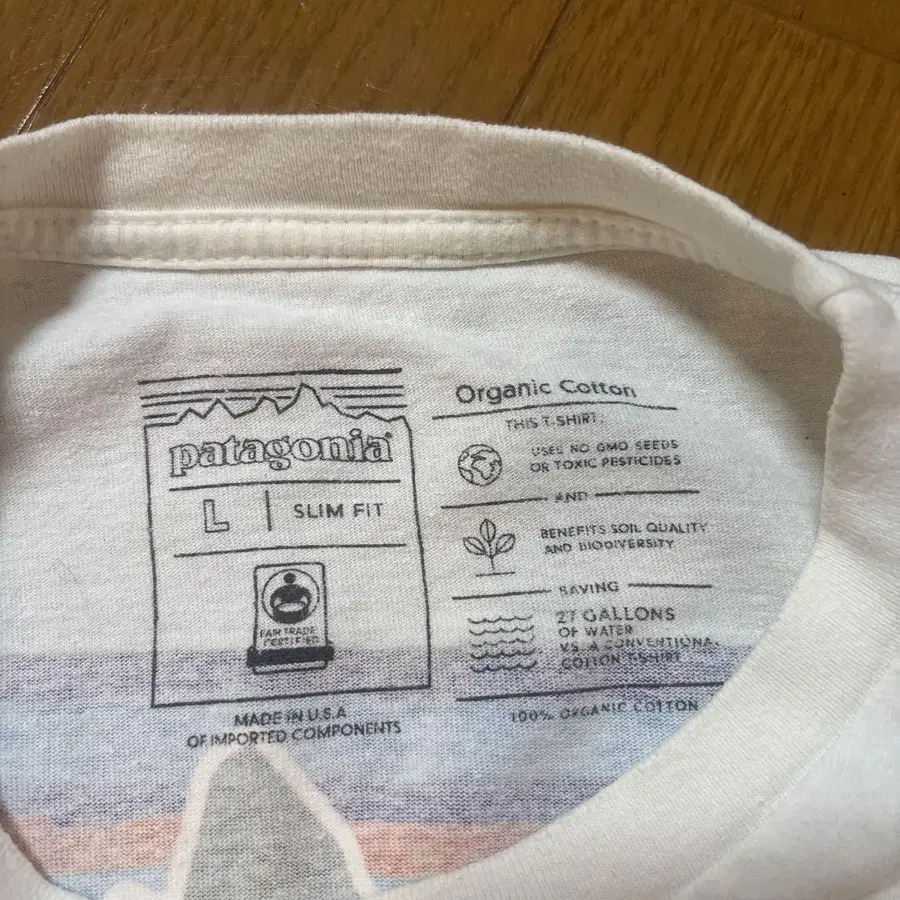 patagonia®
L | SLIM FIT
FAIR TRADE
CERTIFIED
MADE IN U.S.A
OF IMPORTED COMPONENTS
Organic Cotton
THIS T-SHIRT:
USES NO GMO SEEDS
OR TOXIC PESTICIDES
AND
BENEFITS SOIL QUALITY
AND BIODIVERSITY
SAVING
27 GALLONS
OF WATER
VS. A CONVENTIONAL
COTTON T-SHIRT
100% ORGANIC COTTON